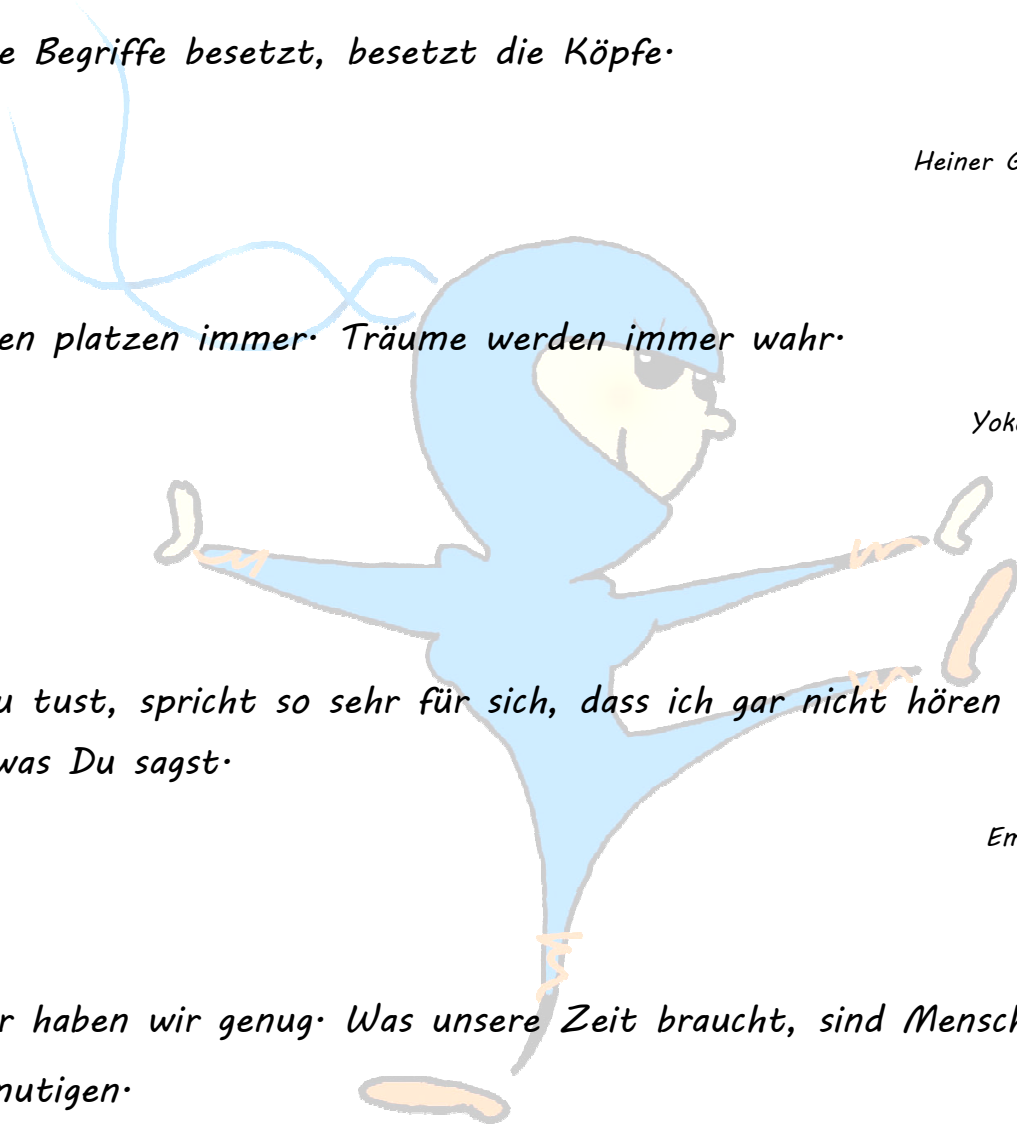 e Begriffe besetzt, besetzt die Köpfe.
Heiner G
en platzen immer. Träume werden immer wahr.
Yok
u tust, spricht so sehr für sich, dass ich gar nicht hören
was Du sagst.
Em
r haben wir genug. Was unsere Zeit braucht, sind Mensch
mutigen.